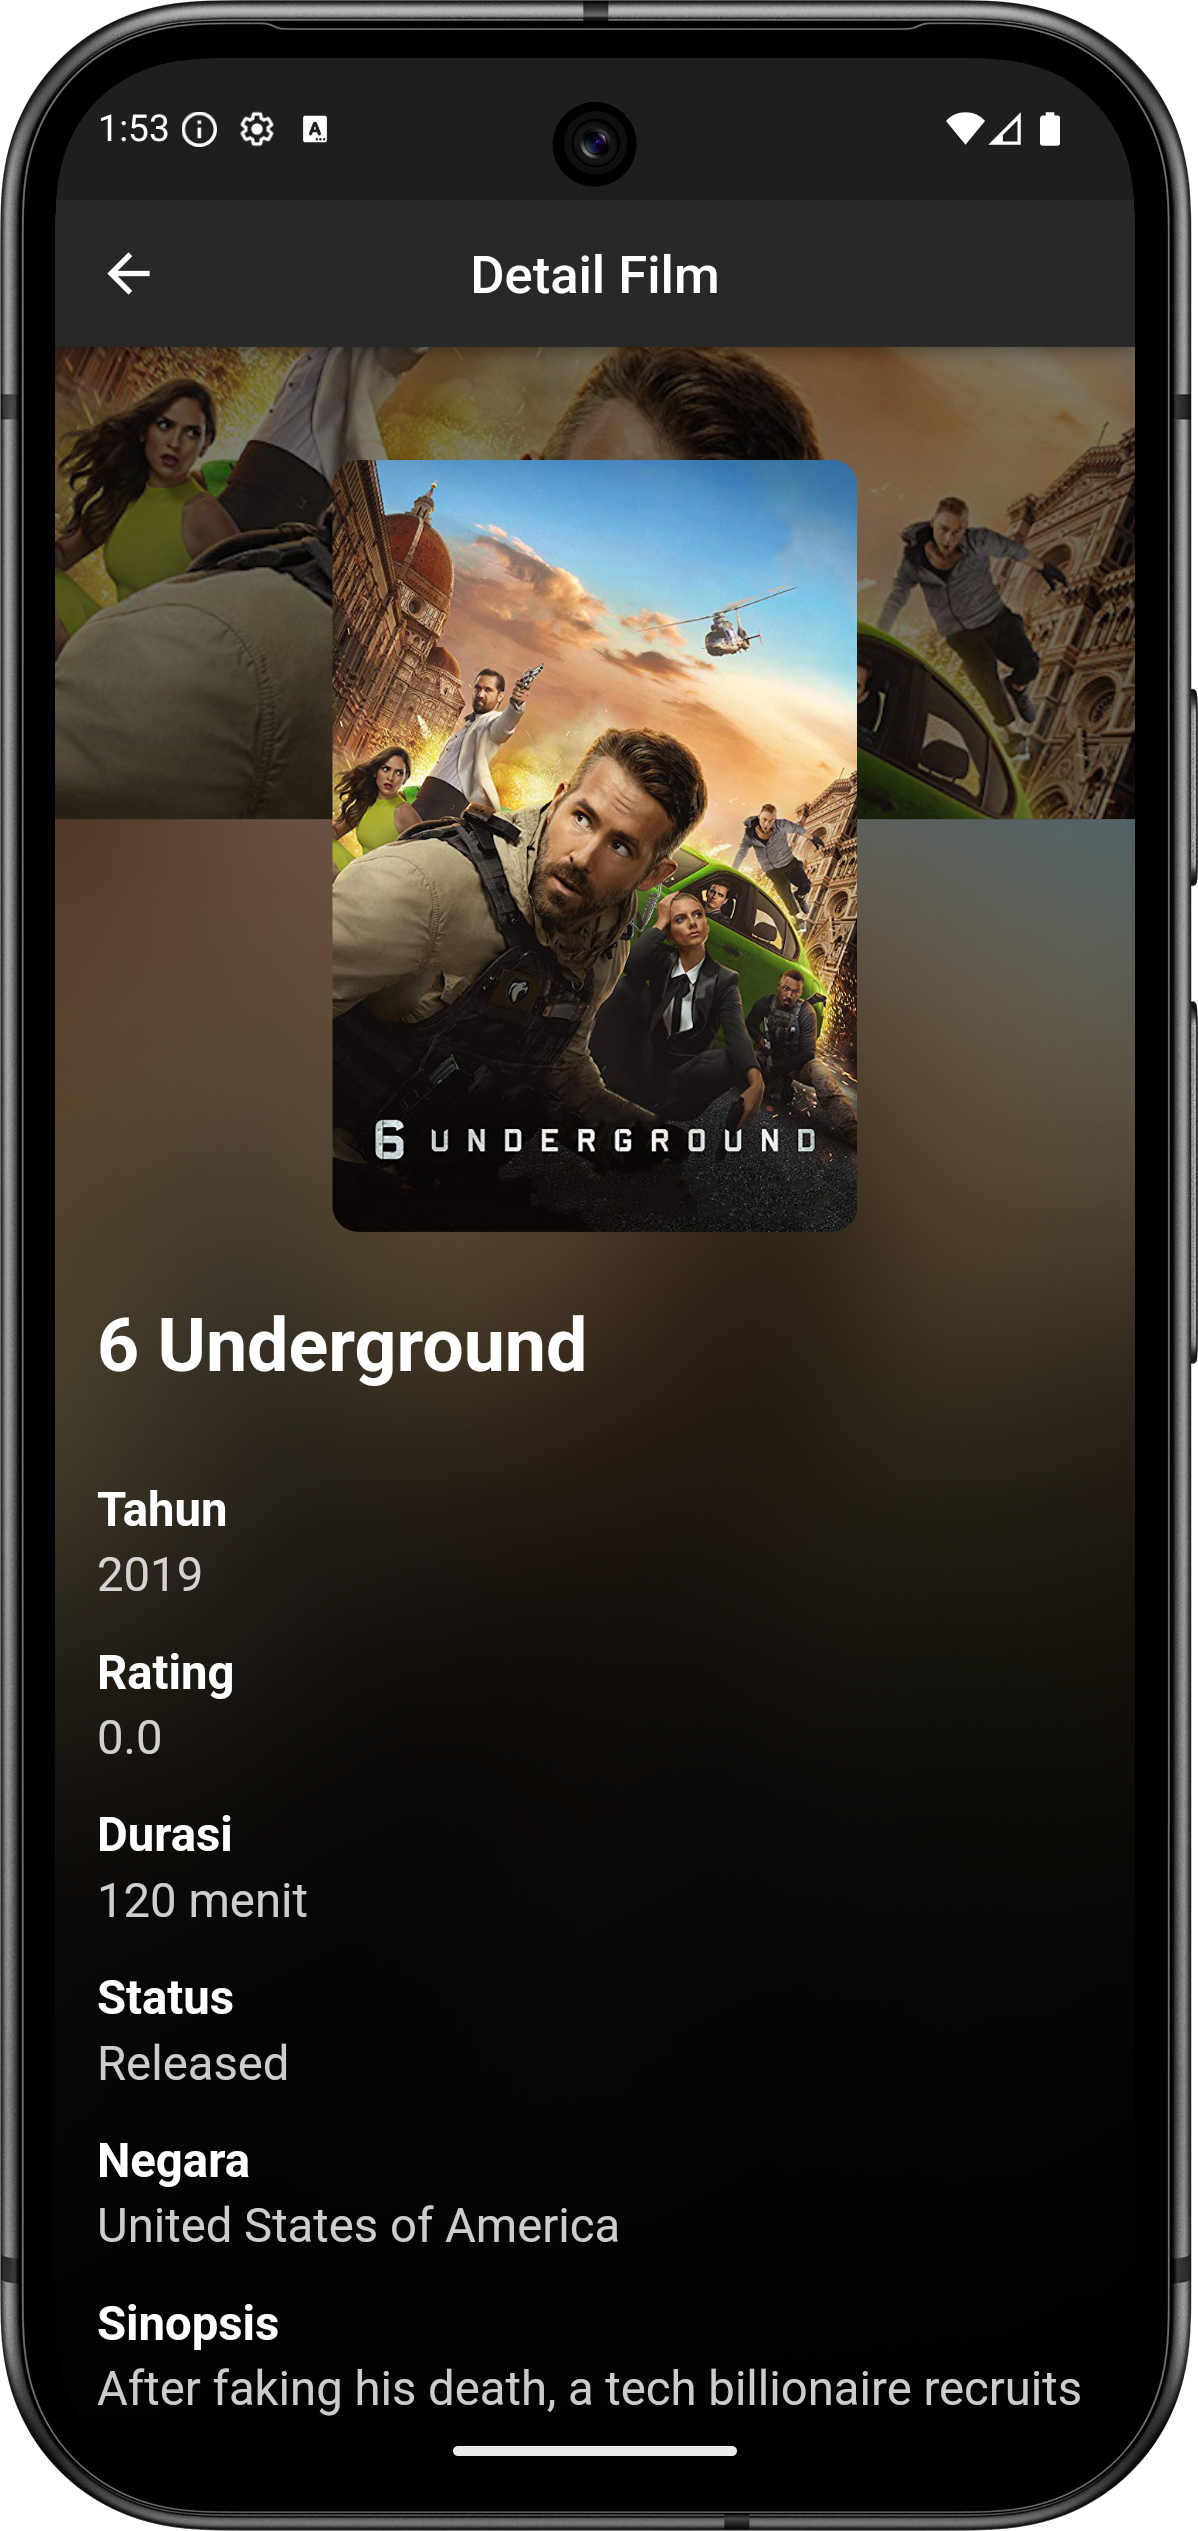 1:53
Detail Film
6 UNDERGROUND
6 Underground
Tahun
2019
Rating
0.0
Durasi
120 menit
Status
Released
Negara
United States of America
Sinopsis
After faking his death, a tech billionaire recruits